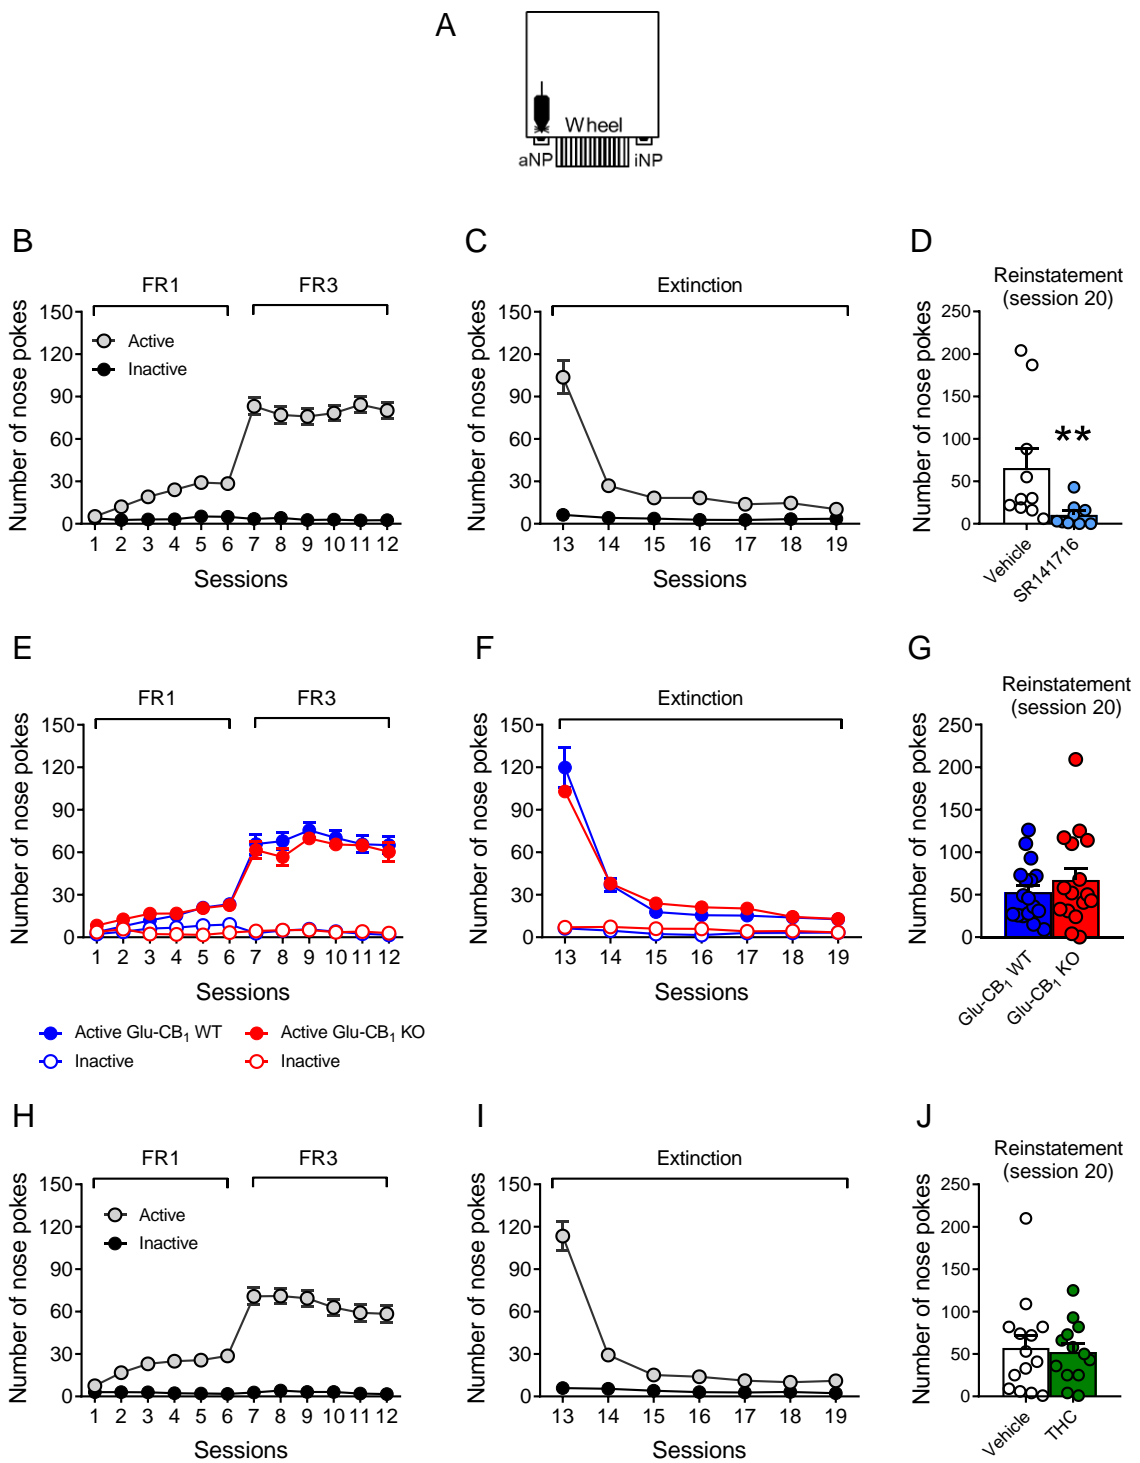 A
Wheel
aNP
iNP
B
FR1
FR3
Number of nose pokes
150
120
90
60
30
0
Active
Inactive
1 2 3 4 5 6 7 8 9 10 11 12
Sessions
C
Extinction
Number of nose pokes
150
120
90
60
30
0
13 14 15 16 17 18 19
Sessions
D
Reinstatement
(session 20)
Number of nose pokes
250
200
150
100
50
0
**
Vehicle
SR141716
E
FR1
FR3
Number of nose pokes
150
120
90
60
30
0
1 2 3 4 5 6 7 8 9 10 11 12
Sessions
Active Glu-CB₁ WT
Active Glu-CB₁ KO
Inactive
Inactive
F
Extinction
Number of nose pokes
150
120
90
60
30
0
13 14 15 16 17 18 19
Sessions
G
Reinstatement
(session 20)
Number of nose pokes
250
200
150
100
50
0
Glu-CB₁ WT
Glu-CB₁ KO
H
FR1
FR3
Number of nose pokes
150
120
90
60
30
0
Active
Inactive
1 2 3 4 5 6 7 8 9 10 11 12
Sessions
I
Extinction
Number of nose pokes
150
120
90
60
30
0
13 14 15 16 17 18 19
Sessions
J
Reinstatement
(session 20)
Number of nose pokes
250
200
150
100
50
0
Vehicle
THC